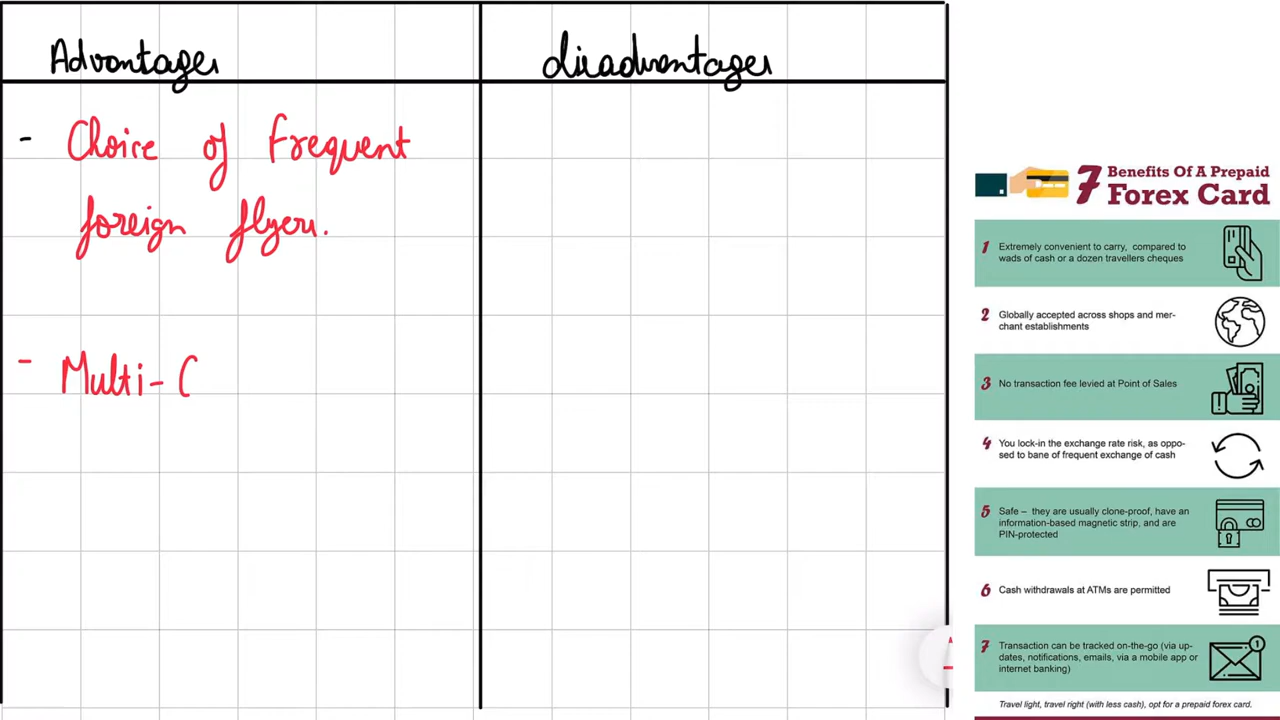 Advantages
disadvantages
- Choice of Frequent
foreign flyers.
- Multi-C
7 Benefits Of A Prepaid
Forex Card
1 Extremely convenient to carry, compared to
wads of cash or a dozen travellers cheques
2 Globally accepted across shops and mer-
chant establishments
3 No transaction fee levied at Point of Sales
4 You lock-in the exchange rate risk, as oppo-
sed to bane of frequent exchange of cash
5 Safe – they are usually clone-proof, have an
information-based magnetic strip, and are
PIN-protected
6 Cash withdrawals at ATMs are permitted
7 Transaction can be tracked on-the-go (via up-
dates, notifications, emails, via a mobile app or
internet banking)
1
Travel light, travel right (with less cash), opt for a prepaid forex card.